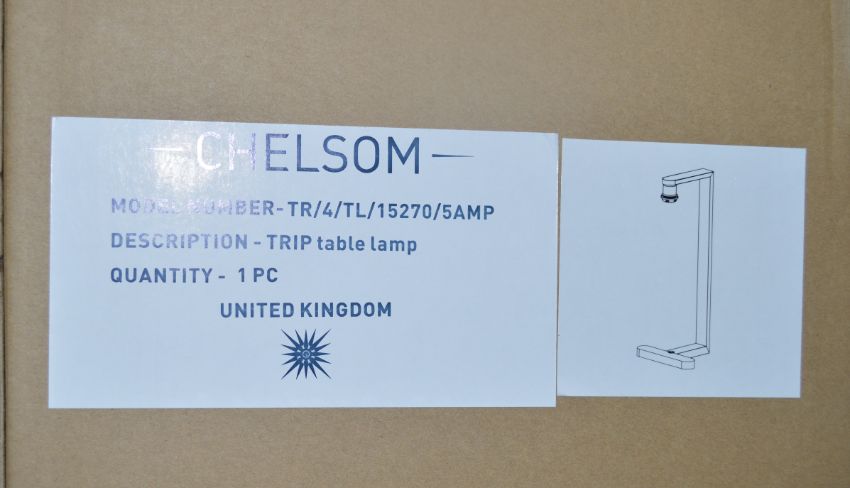 CHELSOM
MODEL NUMBER- TR/4/TL/15270/5AMP
DESCRIPTION - TRIP table lamp
QUANTITY - 1 PC
UNITED KINGDOM